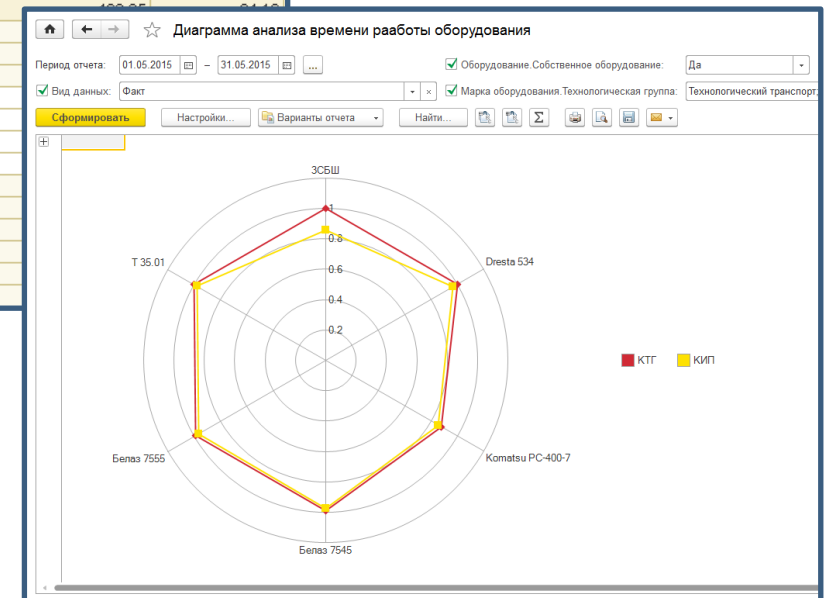 Диаграмма анализа времени рааботы оборудования
Период отчета: 01.05.2015 – 31.05.2015 ... Оборудование.Собственное оборудование: Да
Вид данных: Факт Марка оборудования.Технологическая группа: Технологический транспорт;
Сформировать Настройки... Варианты отчета Найти... Σ
ЗСБШ
1
0.8
Т 35.01 Dresta 534
0.6
0.4
0.2
КТГ КИП
Белаз 7555 Komatsu PC-400-7
Белаз 7545